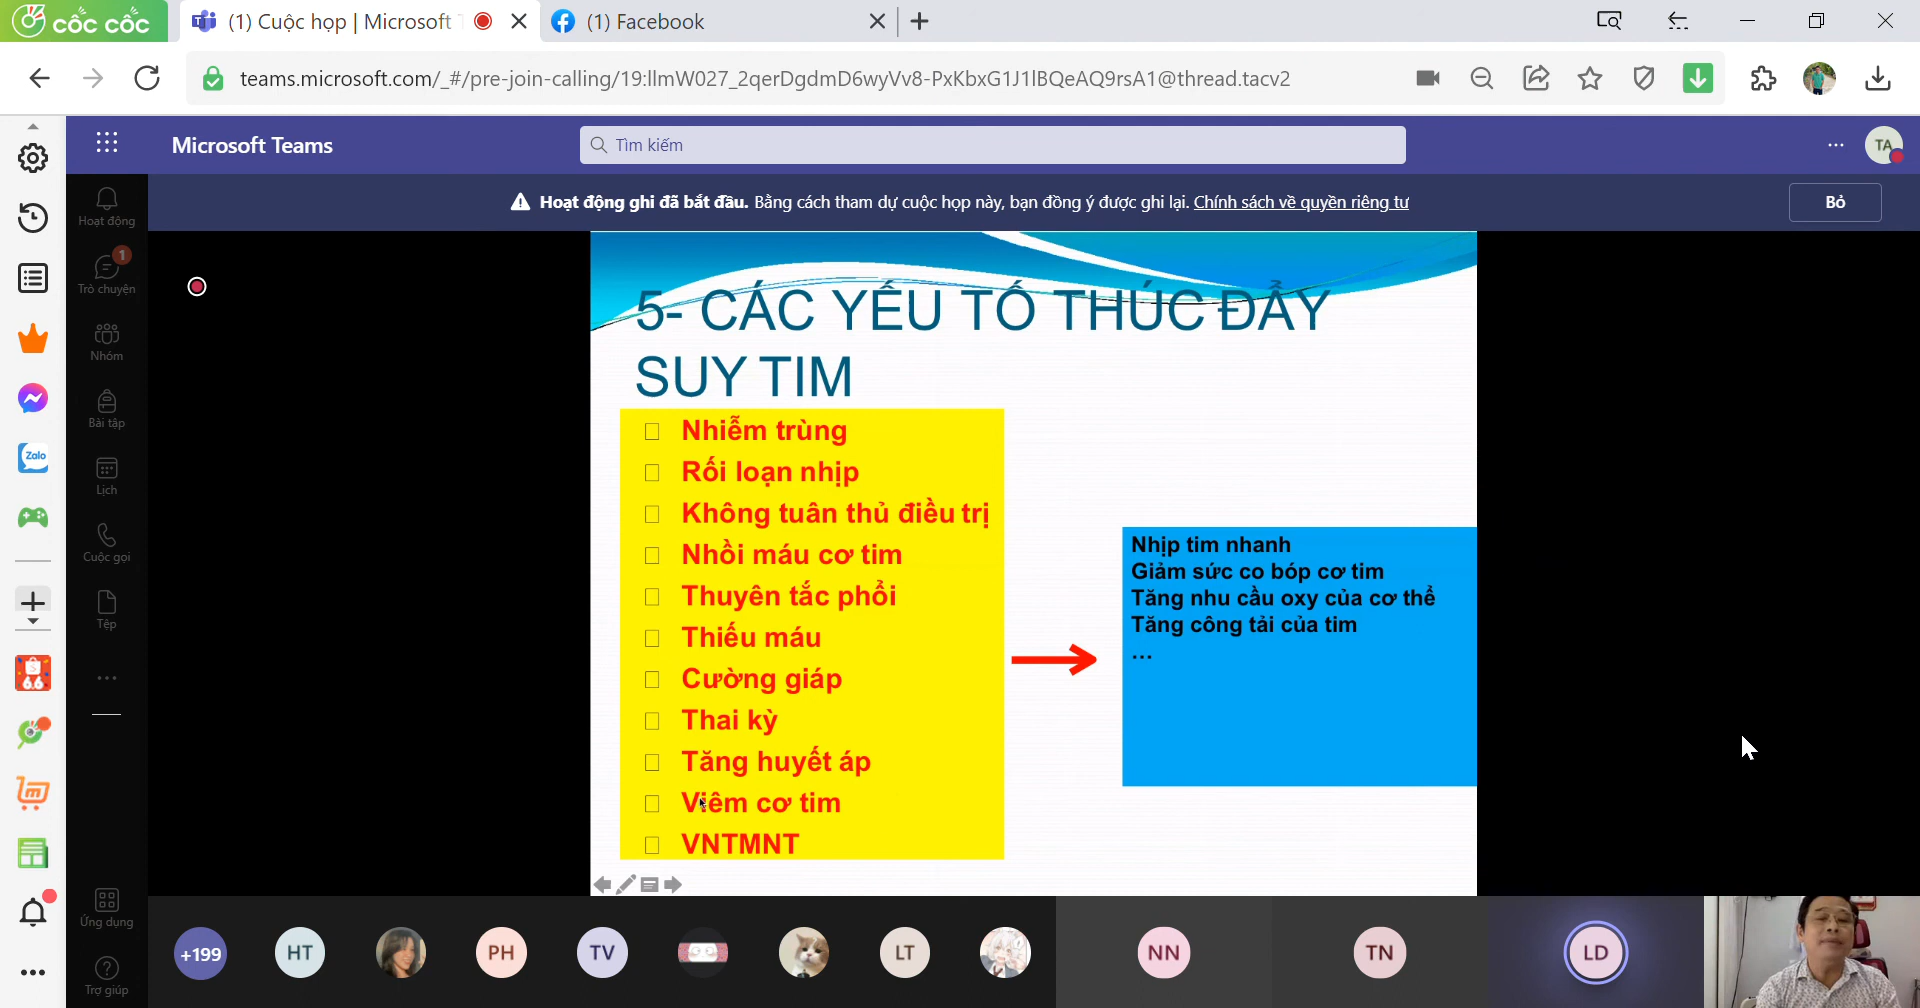 cốc cốc
(1) Cuộc họp | Microsoft T
(1) Facebook
teams.microsoft.com/_#/pre-join-calling/19:llmW027_2qerDgdmD6wyVv8-PxKbxG1J1lBQeAQ9rsA1@thread.tacv2
Microsoft Teams
Tìm kiếm
TA
Hoạt động ghi đã bắt đầu. Bằng cách tham dự cuộc họp này, bạn đồng ý được ghi lại. Chính sách về quyền riêng tư
Bỏ
Hoạt động
1
Trò chuyện
Nhóm
Bài tập
Lịch
Cuộc gọi
Tệp
Ứng dụng
Trợ giúp
Zalo
6.6
5- CÁC YẾU TỐ THÚC ĐẨY
SUY TIM
Nhiễm trùng
Rối loạn nhịp
Không tuân thủ điều trị
Nhồi máu cơ tim
Thuyên tắc phổi
Thiếu máu
Cường giáp
Thai kỳ
Tăng huyết áp
Viêm cơ tim
VNTMNT
Nhịp tim nhanh
Giảm sức co bóp cơ tim
Tăng nhu cầu oxy của cơ thể
Tăng công tải của tim
...
+199
HT
PH
TV
LT
NN
TN
LD